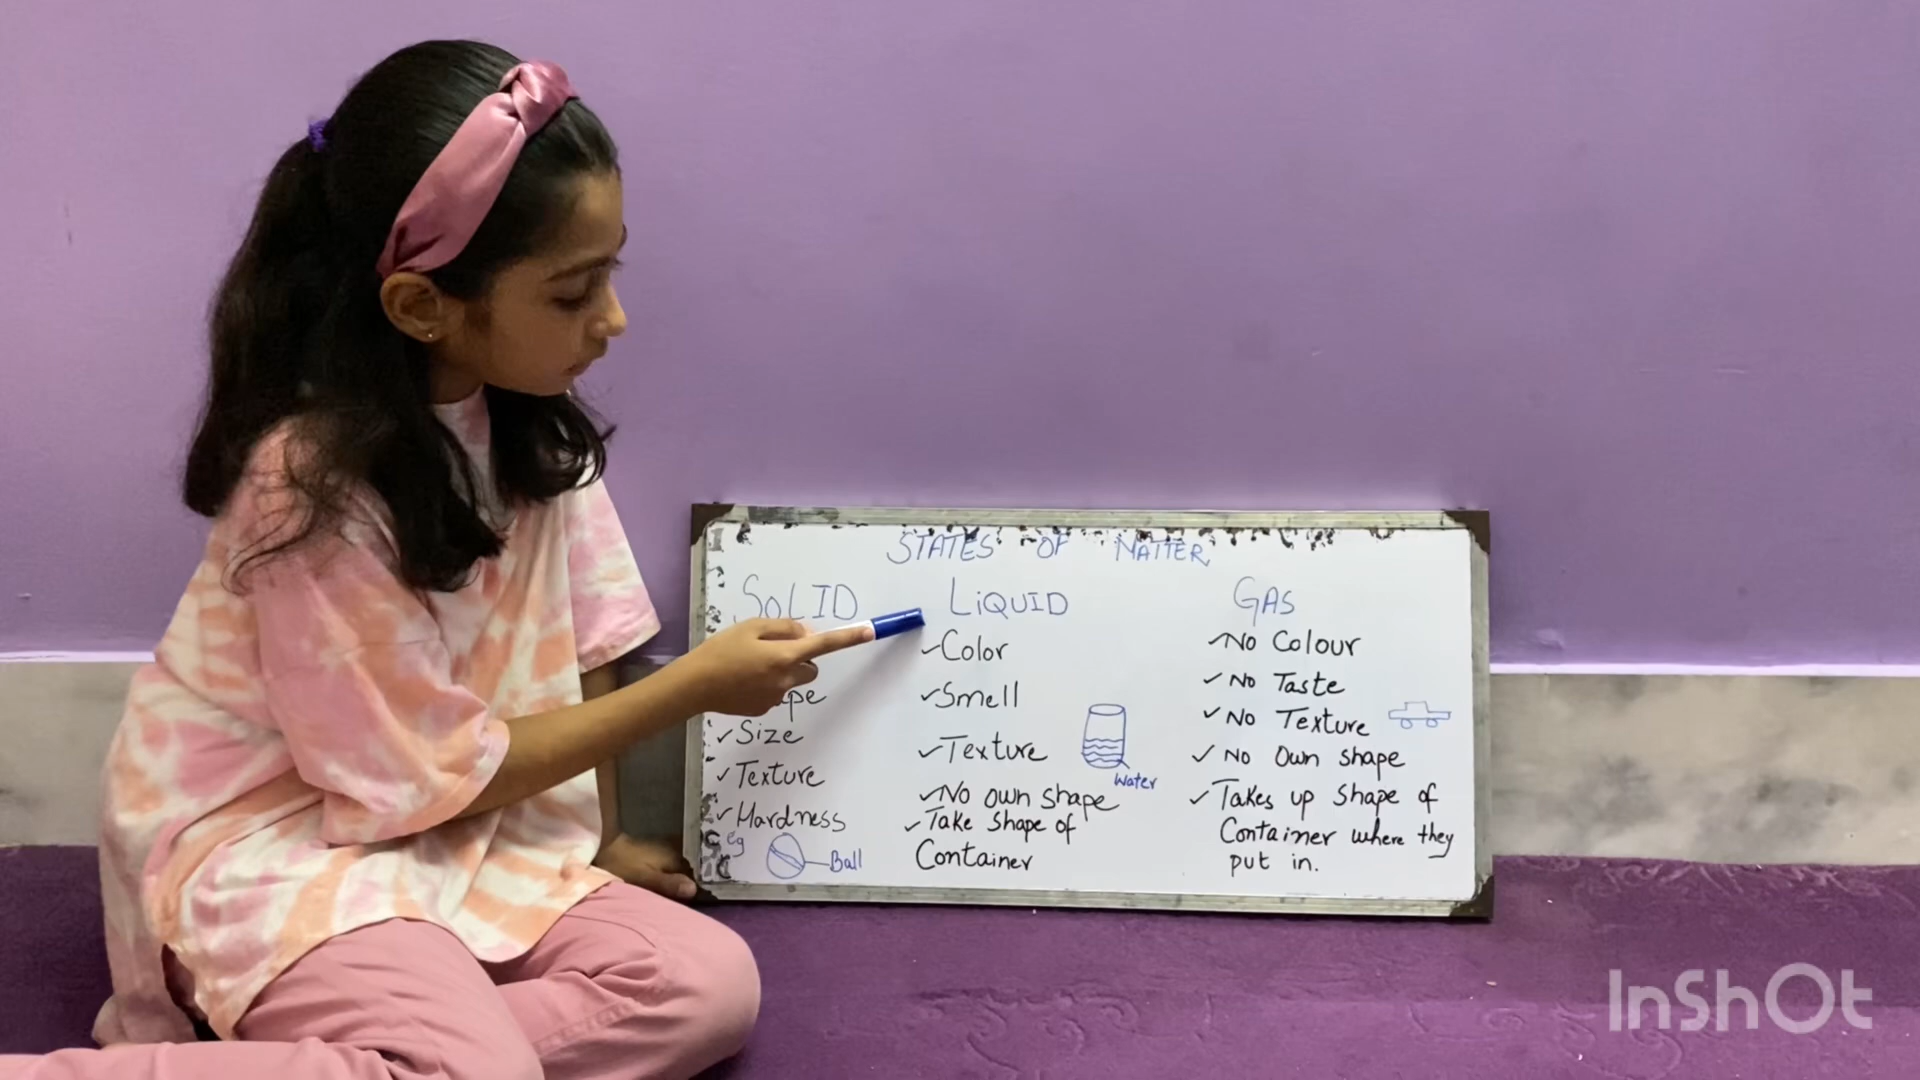 STATES OF MATTER
SOLID
Size
Texture
Hardness
eg
Ball
LIQUID
Color
Smell
Texture
No own shape
Take shape of
Container
Water
GAS
No Colour
No Taste
No Texture
No Own shape
Takes up shape of
Container where they
put in.
InShOt